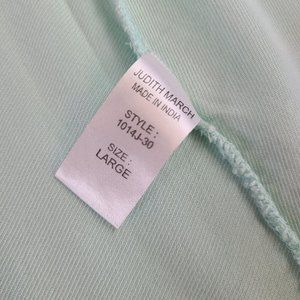 JUDITH MARCH
MADE IN INDIA
STYLE :
1014J-30
SIZE :
LARGE